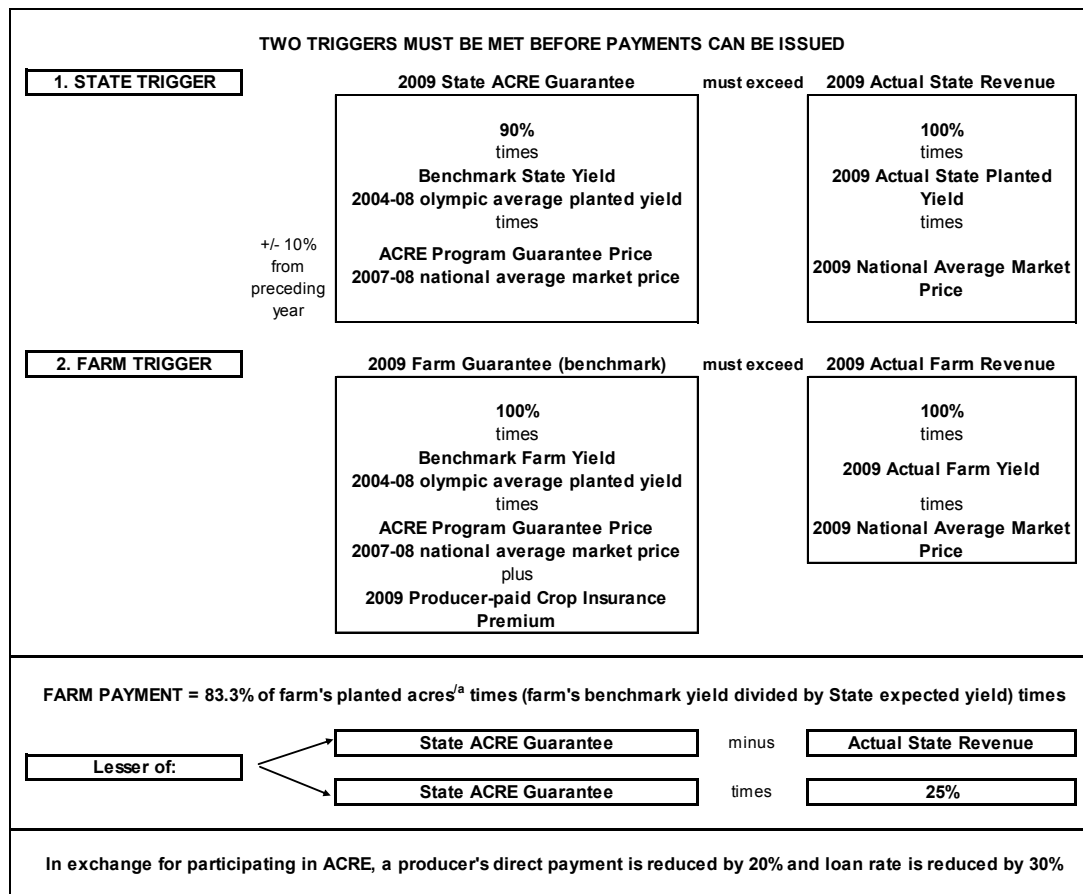 TWO TRIGGERS MUST BE MET BEFORE PAYMENTS CAN BE ISSUED
1. STATE TRIGGER
2009 State ACRE Guarantee
must exceed
2009 Actual State Revenue
90%
times
Benchmark State Yield
2004-08 olympic average planted yield
times
ACRE Program Guarantee Price
2007-08 national average market price
+/- 10%
from
preceding
year
100%
times
2009 Actual State Planted
Yield
times
2009 National Average Market
Price
2. FARM TRIGGER
2009 Farm Guarantee (benchmark)
must exceed
2009 Actual Farm Revenue
100%
times
Benchmark Farm Yield
2004-08 olympic average planted yield
times
ACRE Program Guarantee Price
2007-08 national average market price
plus
2009 Producer-paid Crop Insurance
Premium
100%
times
2009 Actual Farm Yield
times
2009 National Average Market
Price
FARM PAYMENT = 83.3% of farm's planted acres/a times (farm's benchmark yield divided by State expected yield) times
Lesser of:
State ACRE Guarantee
minus
Actual State Revenue
State ACRE Guarantee
times
25%
In exchange for participating in ACRE, a producer's direct payment is reduced by 20% and loan rate is reduced by 30%